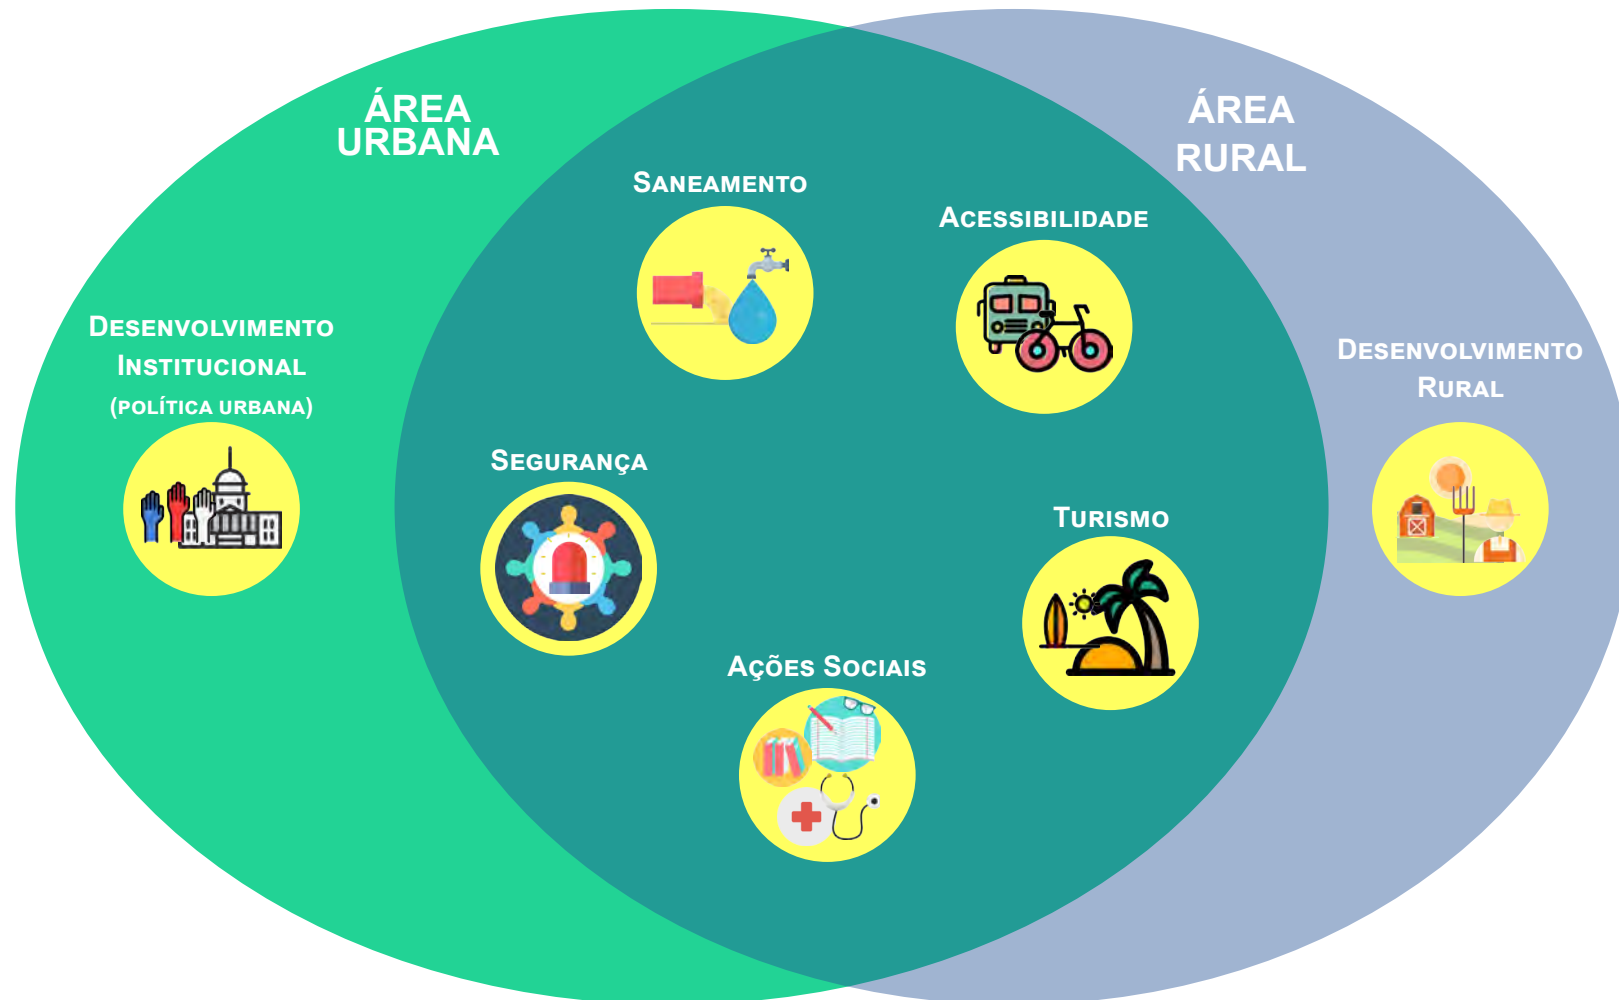 ÁREA
URBANA
ÁREA
RURAL
SANEAMENTO
ACESSIBILIDADE
DESENVOLVIMENTO
INSTITUCIONAL
(POLÍTICA URBANA)
DESENVOLVIMENTO
RURAL
SEGURANÇA
TURISMO
AÇÕES SOCIAIS